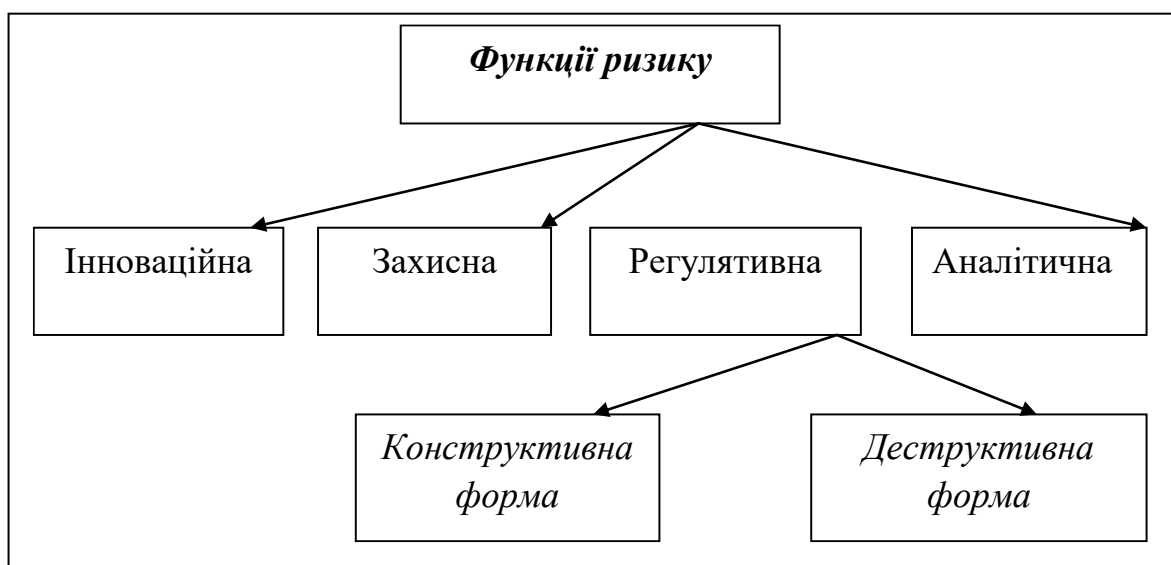 Функції ризику
Інноваційна
Захисна
Регулятивна
Аналітична
Конструктивна
форма
Деструктивна
форма